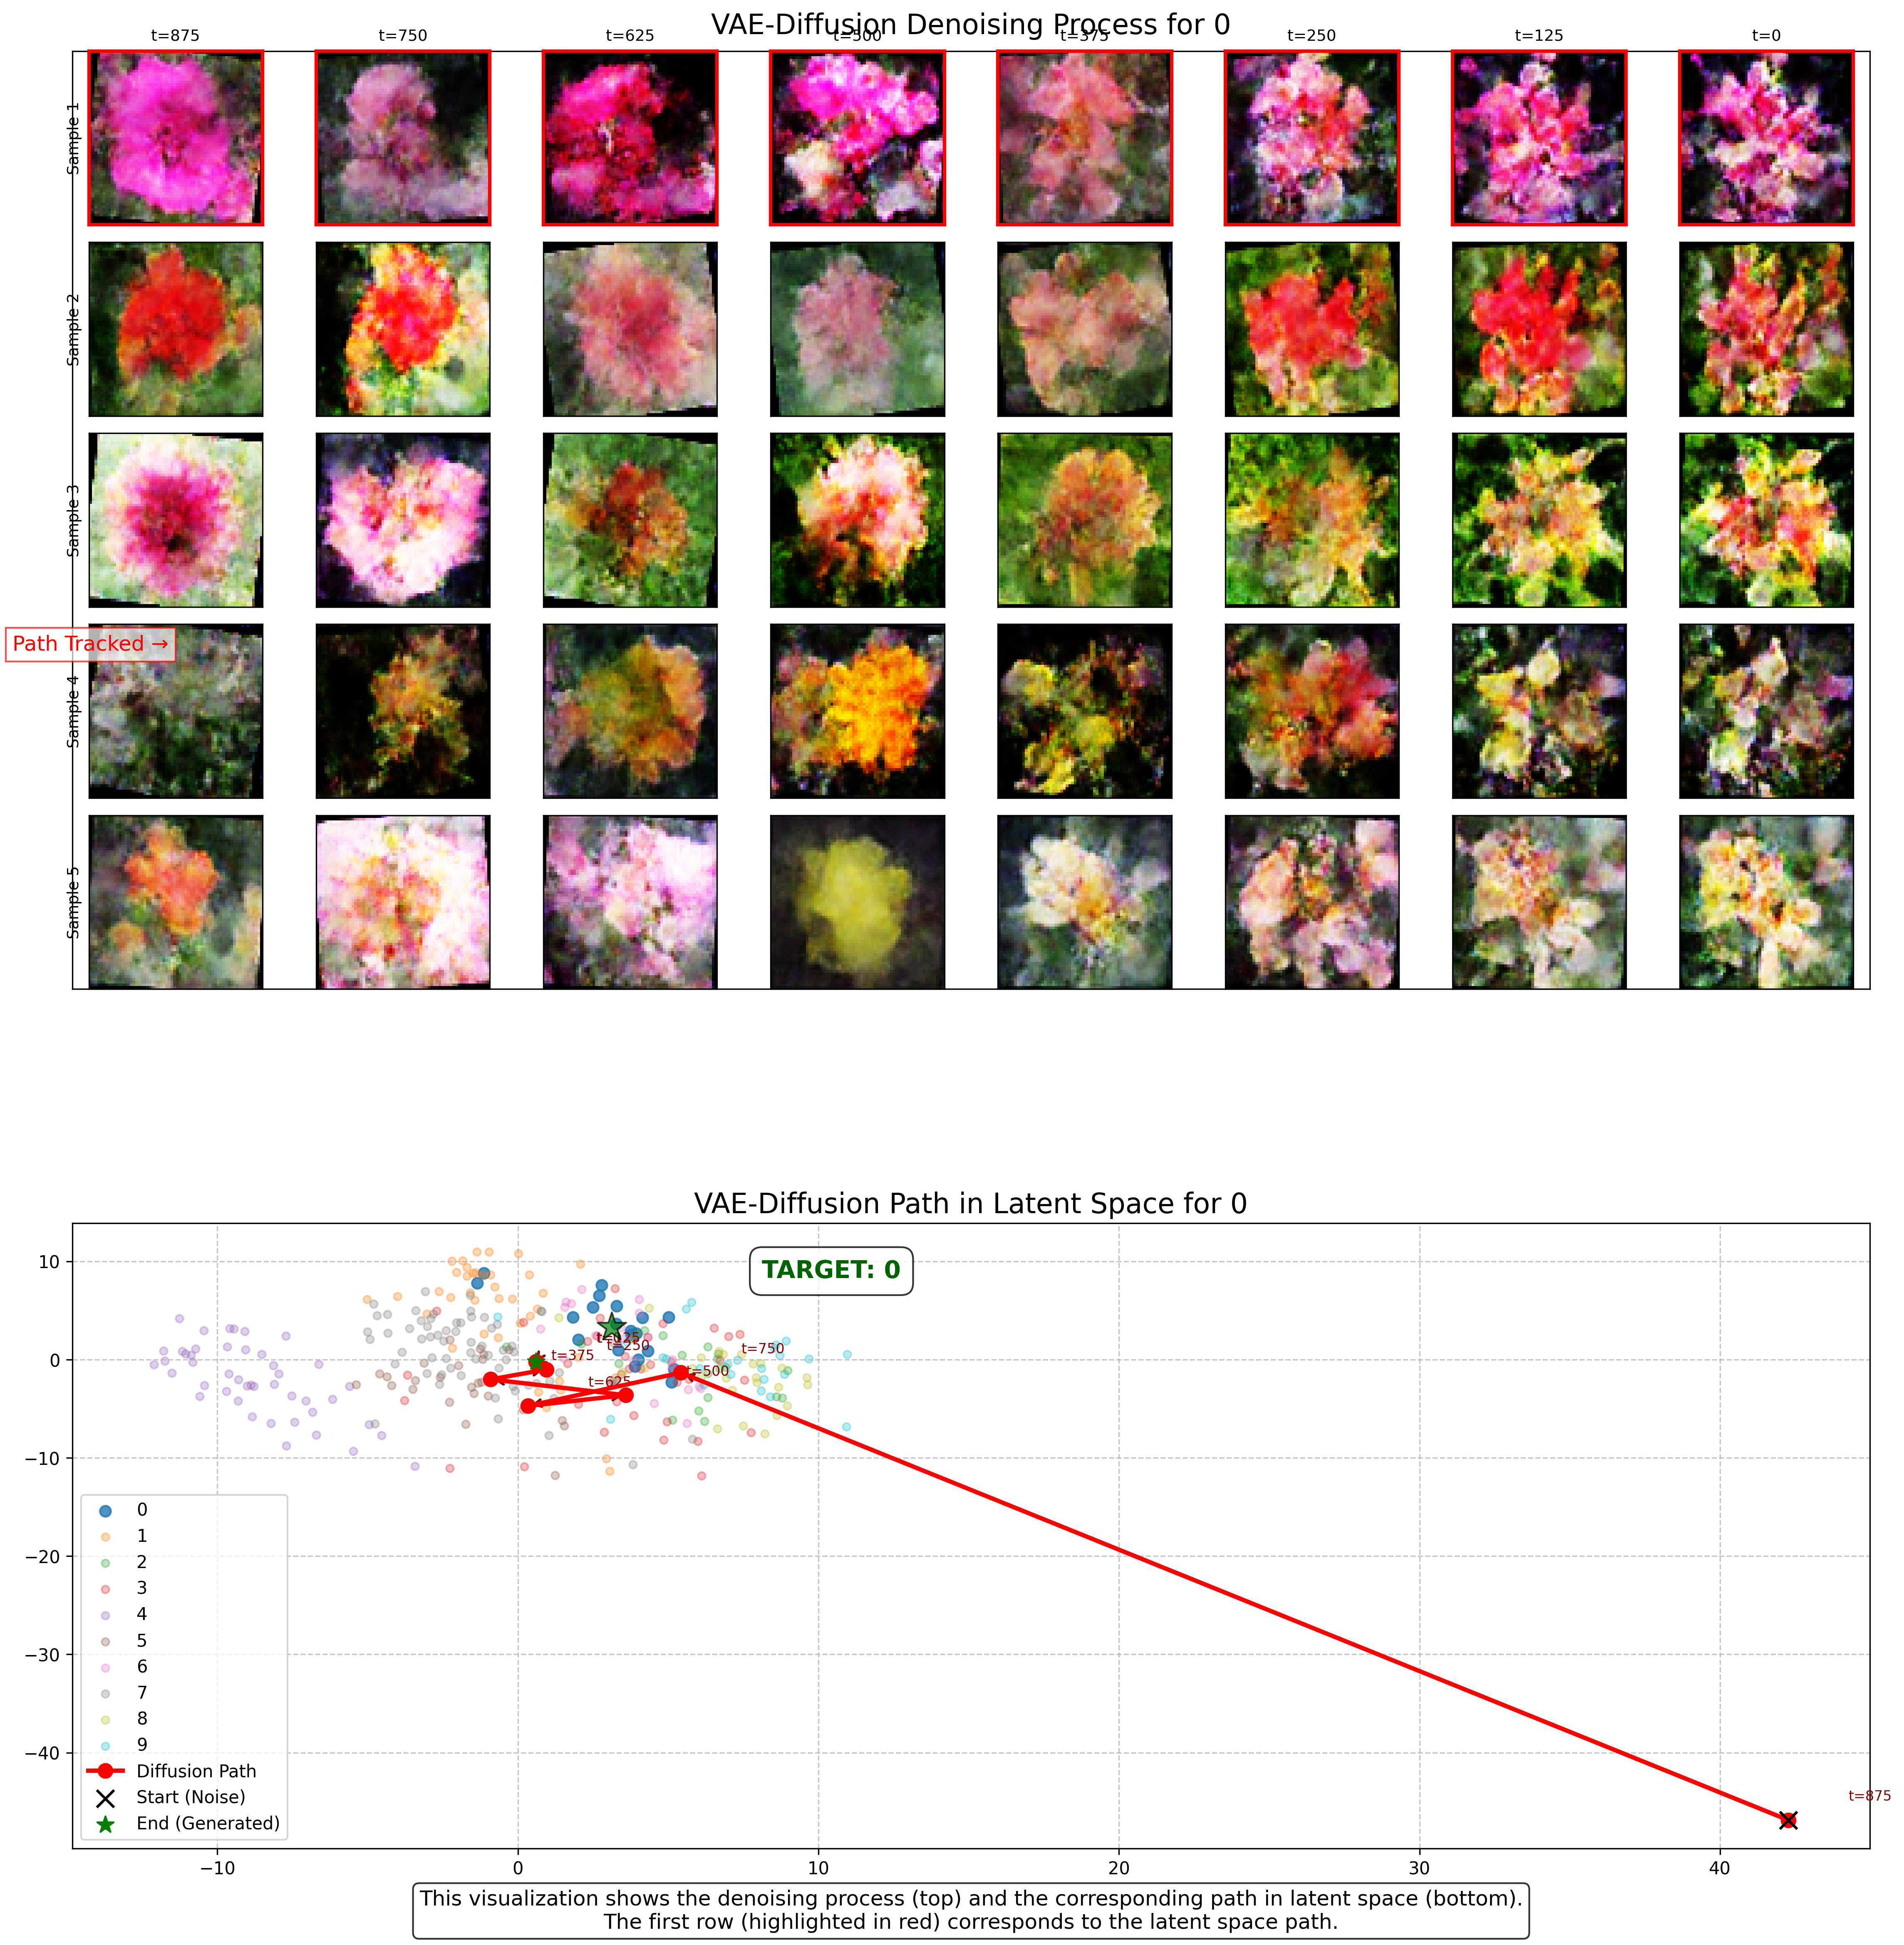 VAE-Diffusion Denoising Process for 0
t=875 t=750 t=625 t=500 t=375 t=250 t=125 t=0
Sample 1
Sample 2
Sample 3
Path Tracked →
Sample 4
Sample 5
VAE-Diffusion Path in Latent Space for 0
TARGET: 0
10
0
−10
−20
−30
−40
t=625
t=250
t=375
t=750
t=500
t=625
t=875
0
1
2
3
4
5
6
7
8
9
Diffusion Path
Start (Noise)
End (Generated)
−10 0 10 20 30 40
This visualization shows the denoising process (top) and the corresponding path in latent space (bottom).
The first row (highlighted in red) corresponds to the latent space path.